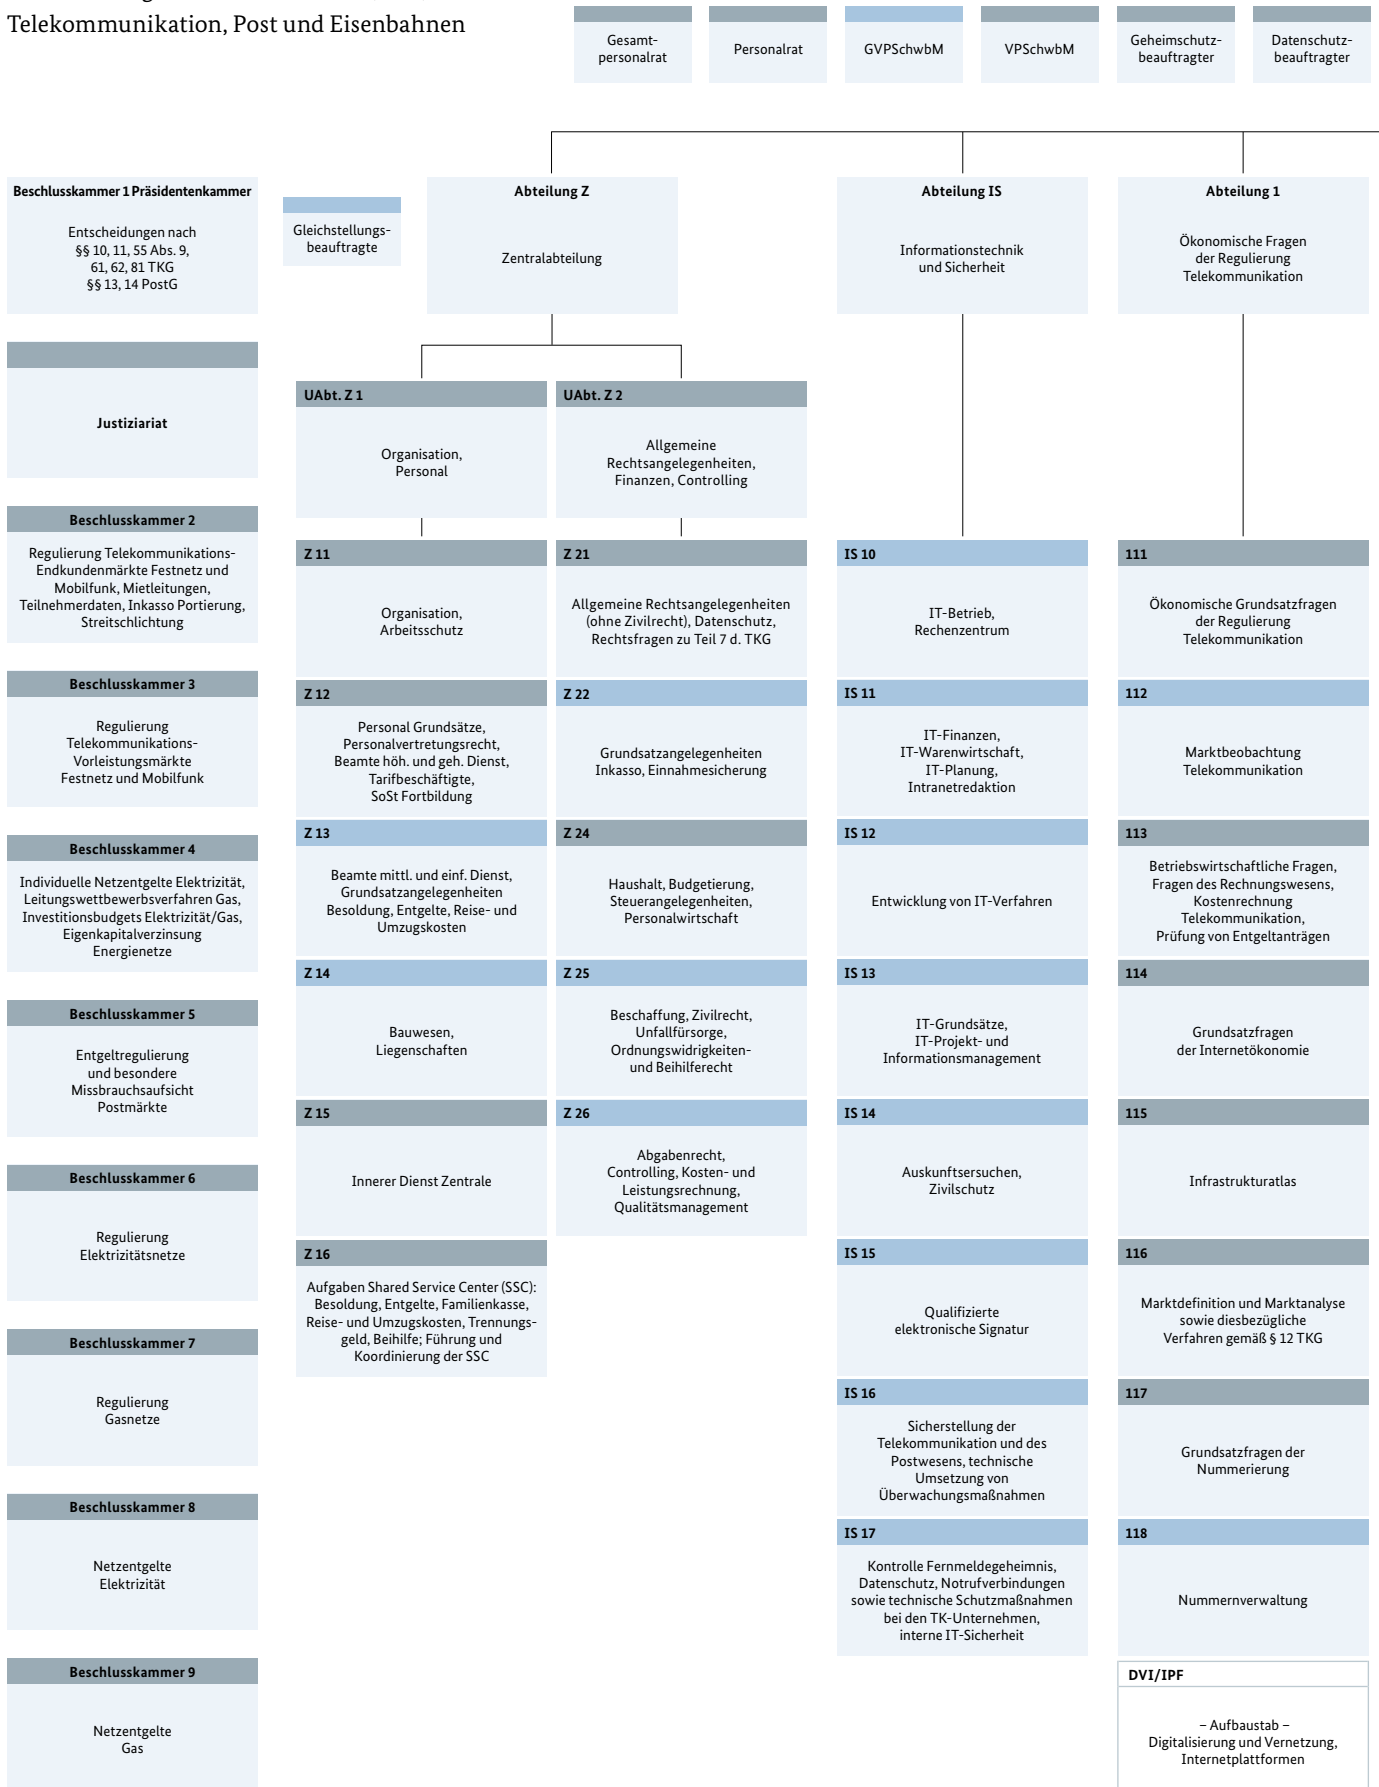 Telekommunikation, Post und Eisenbahnen
Gesamt-
personalrat
Personalrat
GVPSchwbM
VPSchwbM
Geheimschutz-
beauftragter
Datenschutz-
beauftragter
Beschlusskammer 1 Präsidentenkammer
Entscheidungen nach
§§ 10, 11, 55 Abs. 9,
61, 62, 81 TKG
§§ 13, 14 PostG
Gleichstellungs-
beauftragte
Abteilung Z
Zentralabteilung
Abteilung IS
Informationstechnik
und Sicherheit
Abteilung 1
Ökonomische Fragen
der Regulierung
Telekommunikation
Justiziariat
Beschlusskammer 2
Regulierung Telekommunikations-
Endkundenmärkte Festnetz und
Mobilfunk, Mietleitungen,
Teilnehmerdaten, Inkasso Portierung,
Streitschlichtung
Beschlusskammer 3
Regulierung
Telekommunikations-
Vorleistungsmärkte
Festnetz und Mobilfunk
Beschlusskammer 4
Individuelle Netzentgelte Elektrizität,
Leitungswettbewerbsverfahren Gas,
Investitionsbudgets Elektrizität/Gas,
Eigenkapitalverzinsung
Energienetze
Beschlusskammer 5
Entgeltregulierung
und besondere
Missbrauchsaufsicht
Postmärkte
Beschlusskammer 6
Regulierung
Elektrizitätsnetze
Beschlusskammer 7
Regulierung
Gasnetze
Beschlusskammer 8
Netzentgelte
Elektrizität
Beschlusskammer 9
Netzentgelte
Gas
UAbt. Z 1
Organisation,
Personal
Z 11
Organisation,
Arbeitsschutz
Z 12
Personal Grundsätze,
Personalvertretungsrecht,
Beamte höh. und geh. Dienst,
Tarifbeschäftigte,
SoSt Fortbildung
Z 13
Beamte mittl. und einf. Dienst,
Grundsatzangelegenheiten
Besoldung, Entgelte, Reise- und
Umzugskosten
Z 14
Bauwesen,
Liegenschaften
Z 15
Innerer Dienst Zentrale
Z 16
Aufgaben Shared Service Center (SSC):
Besoldung, Entgelte, Familienkasse,
Reise- und Umzugskosten, Trennungs-
geld, Beihilfe; Führung und
Koordinierung der SSC
UAbt. Z 2
Allgemeine
Rechtsangelegenheiten,
Finanzen, Controlling
Z 21
Allgemeine Rechtsangelegenheiten
(ohne Zivilrecht), Datenschutz,
Rechtsfragen zu Teil 7 d. TKG
Z 22
Grundsatzangelegenheiten
Inkasso, Einnahmesicherung
Z 24
Haushalt, Budgetierung,
Steuerangelegenheiten,
Personalwirtschaft
Z 25
Beschaffung, Zivilrecht,
Unfallfürsorge,
Ordnungswidrigkeiten-
und Beihilferecht
Z 26
Abgabenrecht,
Controlling, Kosten- und
Leistungsrechnung,
Qualitätsmanagement
IS 10
IT-Betrieb,
Rechenzentrum
IS 11
IT-Finanzen,
IT-Warenwirtschaft,
IT-Planung,
Intranetredaktion
IS 12
Entwicklung von IT-Verfahren
IS 13
IT-Grundsätze,
IT-Projekt- und
Informationsmanagement
IS 14
Auskunftsersuchen,
Zivilschutz
IS 15
Qualifizierte
elektronische Signatur
IS 16
Sicherstellung der
Telekommunikation und des
Postwesens, technische
Umsetzung von
Überwachungsmaßnahmen
IS 17
Kontrolle Fernmeldegeheimnis,
Datenschutz, Notrufverbindungen
sowie technische Schutzmaßnahmen
bei den TK-Unternehmen,
interne IT-Sicherheit
111
Ökonomische Grundsatzfragen
der Regulierung
Telekommunikation
112
Marktbeobachtung
Telekommunikation
113
Betriebswirtschaftliche Fragen,
Fragen des Rechnungswesens,
Kostenrechnung
Telekommunikation,
Prüfung von Entgeltanträgen
114
Grundsatzfragen
der Internetökonomie
115
Infrastrukturatlas
116
Marktdefinition und Marktanalyse
sowie diesbezügliche
Verfahren gemäß § 12 TKG
117
Grundsatzfragen der
Nummerierung
118
Nummernverwaltung
DVI/IPF
– Aufbaustab –
Digitalisierung und Vernetzung,
Internetplattformen